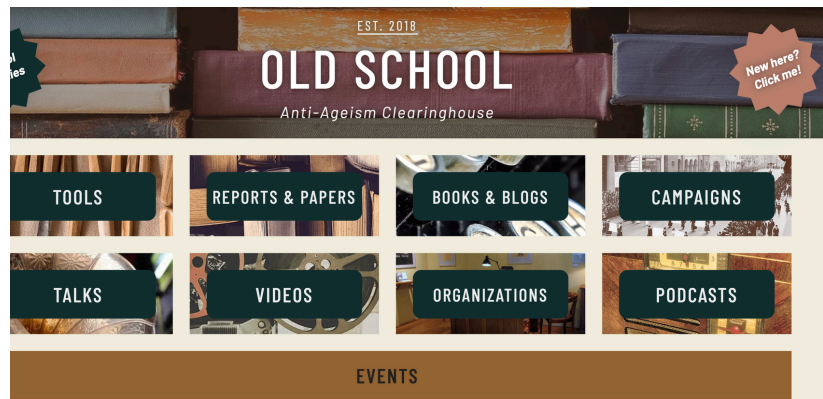 EST. 2018
OLD SCHOOL
Anti-Ageism Clearinghouse
New here?
Click me!
TOOLS
REPORTS & PAPERS
BOOKS & BLOGS
CAMPAIGNS
TALKS
VIDEOS
ORGANIZATIONS
PODCASTS
EVENTS